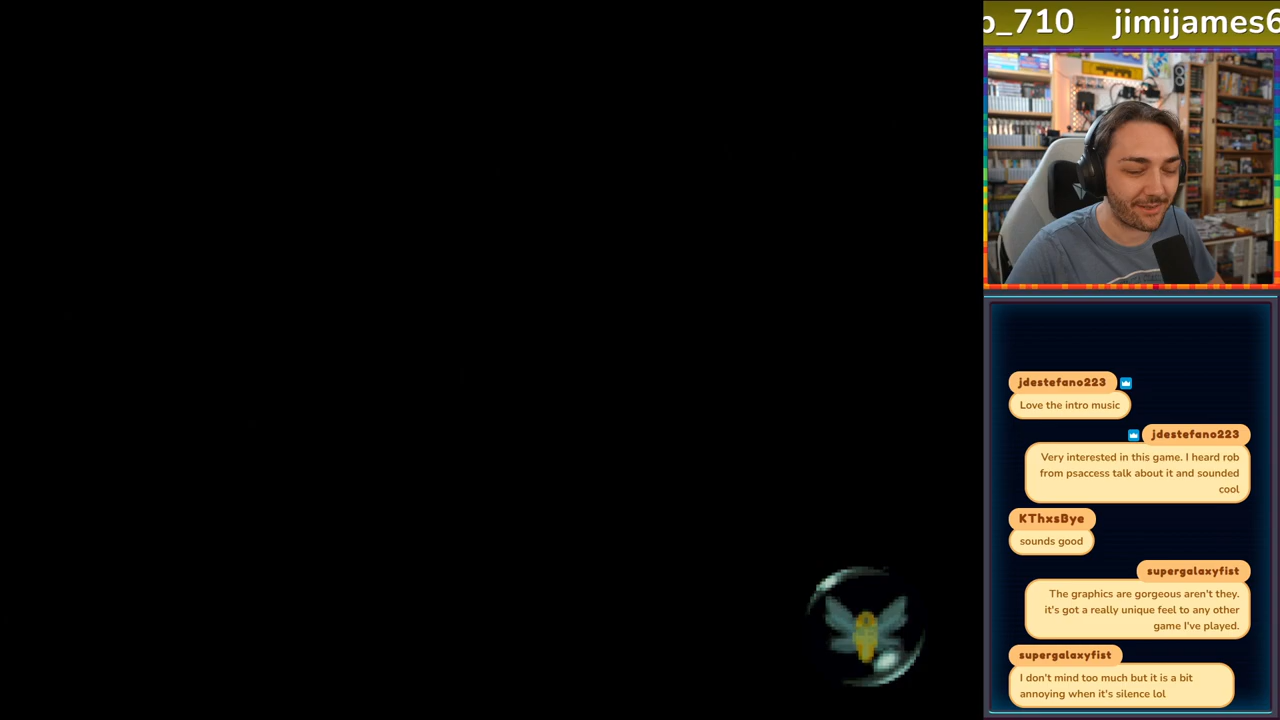 _710 jimijames6
jdestefano223
Love the intro music
jdestefano223
Very interested in this game. I heard rob
from psaccess talk about it and sounded
cool
KThxsBye
sounds good
supergalaxyfist
The graphics are gorgeous aren't they.
it's got a really unique feel to any other
game I've played.
supergalaxyfist
I don't mind too much but it is a bit
annoying when it's silence lol